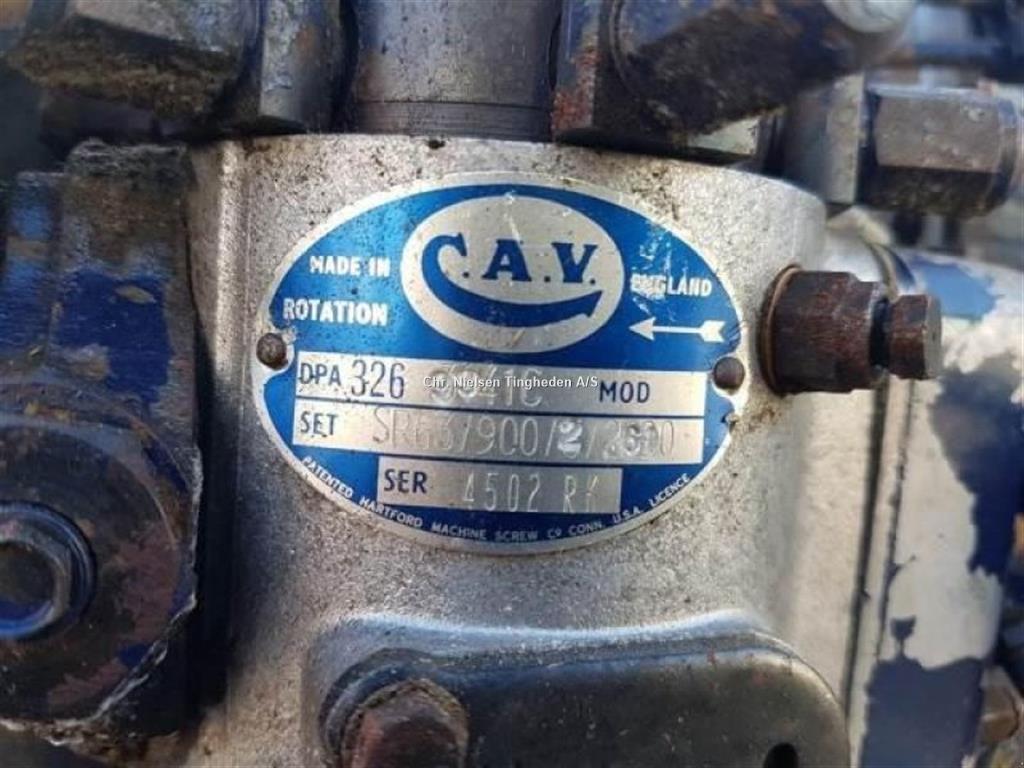 C.A.V.
MADE IN ENGLAND
ROTATION
DPA 326 MOD
Chr. Nielsen Tingheden A/S
SET
SER 4502 RK
PATENTED HARTFORD MACHINE SCREW Cº CONN. U.S.A. LICENCE